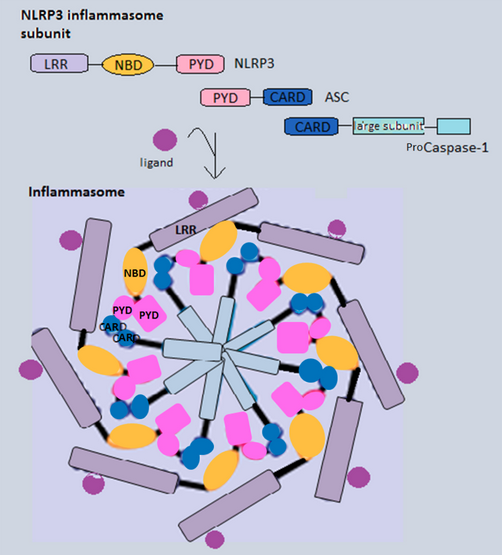 NLRP3 inflammasome
subunit
LRR NBD PYD NLRP3
PYD CARD ASC
CARD large subunit
ProCaspase-1
ligand
Inflammasome
LRR
NBD
PYD PYD
CARD
CARD